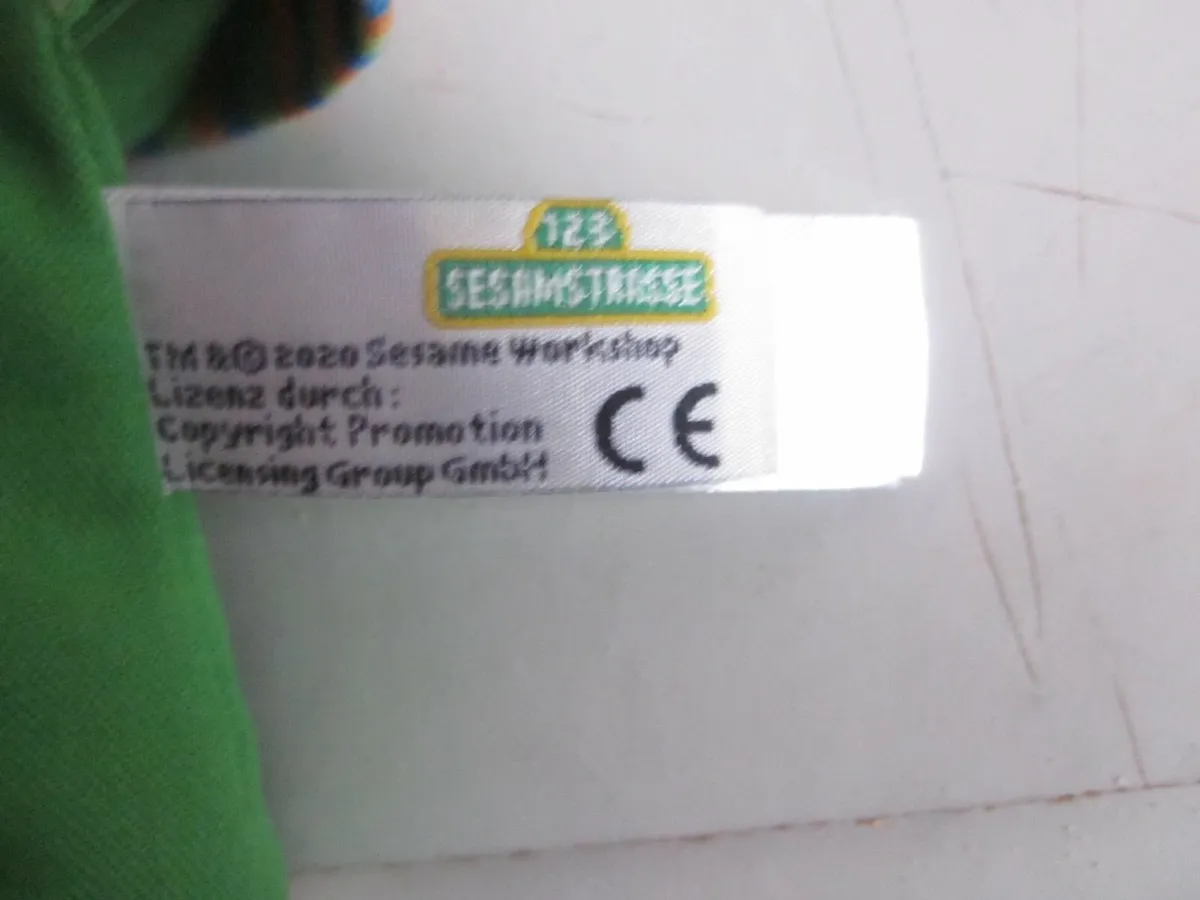 123
SESAMSTRASSE
TM & © 2020 Sesame Workshop
Lizenz durch:
Copyright Promotion
Licensing Group GmbH
CE